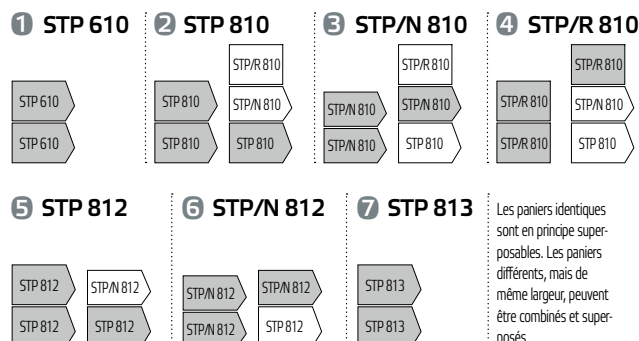 1 STP 610
STP 610
STP 610
2 STP 810
STP 810
STP 810
STP/R 810
STP/N 810
STP 810
3 STP/N 810
STP/N 810
STP/N 810
STP/R 810
STP/N 810
STP 810
4 STP/R 810
STP/R 810
STP/R 810
STP/R 810
STP/N 810
STP 810
5 STP 812
STP 812
STP 812
STP/N 812
STP 812
6 STP/N 812
STP/N 812
STP/N 812
STP/N 812
STP 812
7 STP 813
STP 813
STP 813
Les paniers identiques
sont en principe super-
posables. Les paniers
différents, mais de
même largeur, peuvent
être combinés et super-
posés.